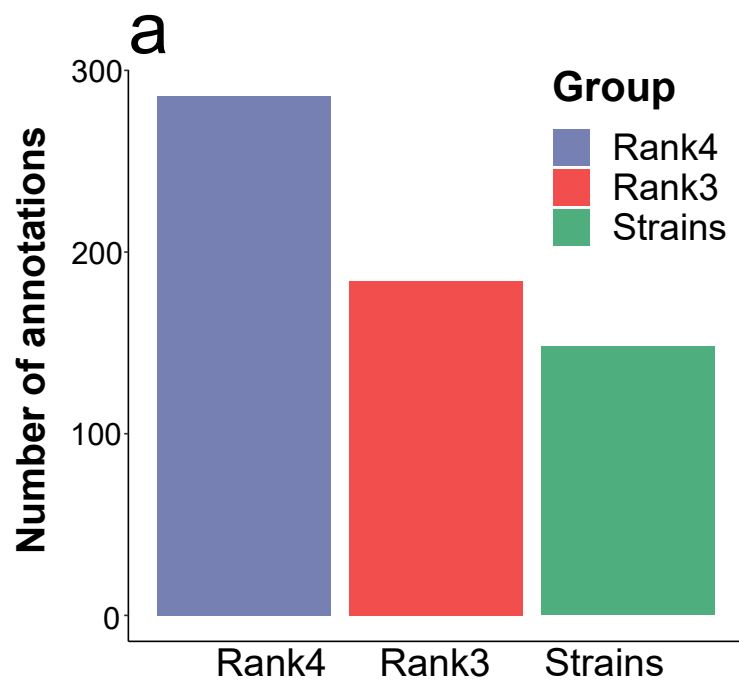 a
Number of annotations
300
200
100
0
Group
Rank4
Rank3
Strains
Rank4 Rank3 Strains